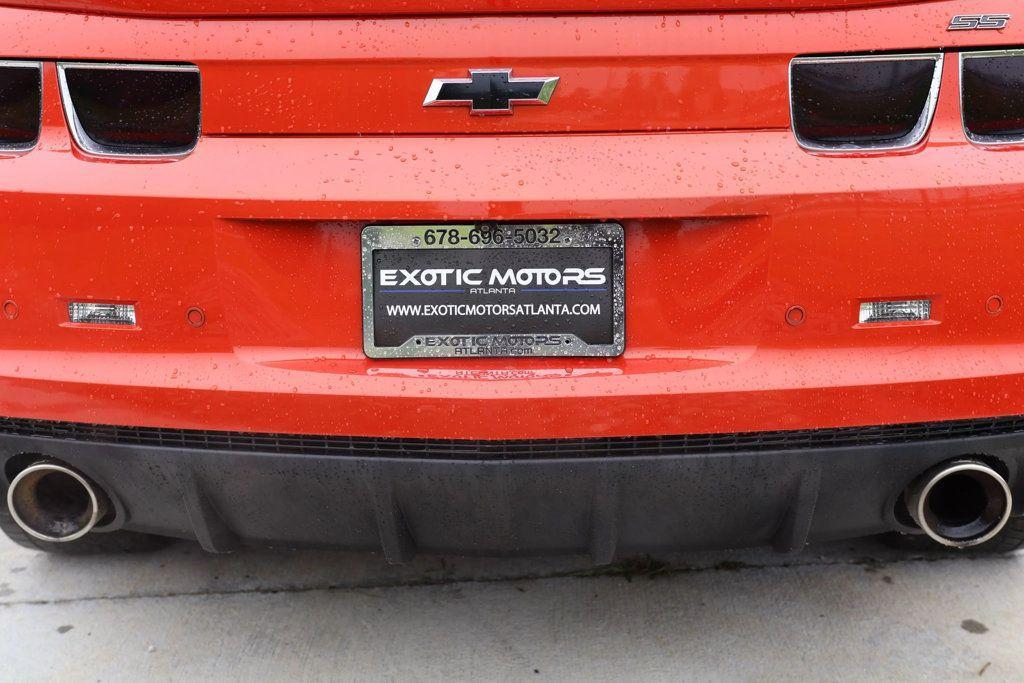 SS
678-696-5032
EXOTIC MOTORS
ATLANTA
WWW.EXOTICMOTORSATLANTA.COM
EXOTIC MOTORS
ATLANTA.com